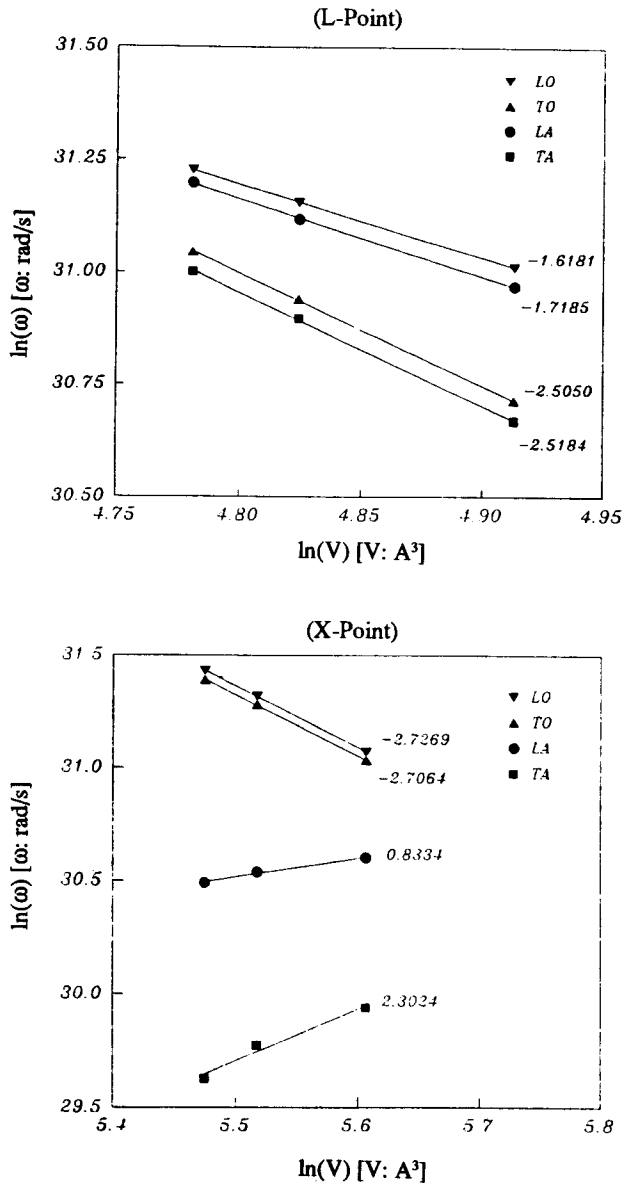 (L-Point)
31.50
31.25
31.00
30.75
30.50
ln(ω) [ω: rad/s]
LO
TO
LA
TA
-1.6181
-1.7185
-2.5050
-2.5184
4.75 4.80 4.85 4.90 4.95
ln(V) [V: A³]
(X-Point)
31.5
31.0
30.5
30.0
29.5
ln(ω) [ω: rad/s]
LO
TO
LA
TA
-2.7269
-2.7064
0.8334
2.3024
5.4 5.5 5.6 5.7 5.8
ln(V) [V: A³]